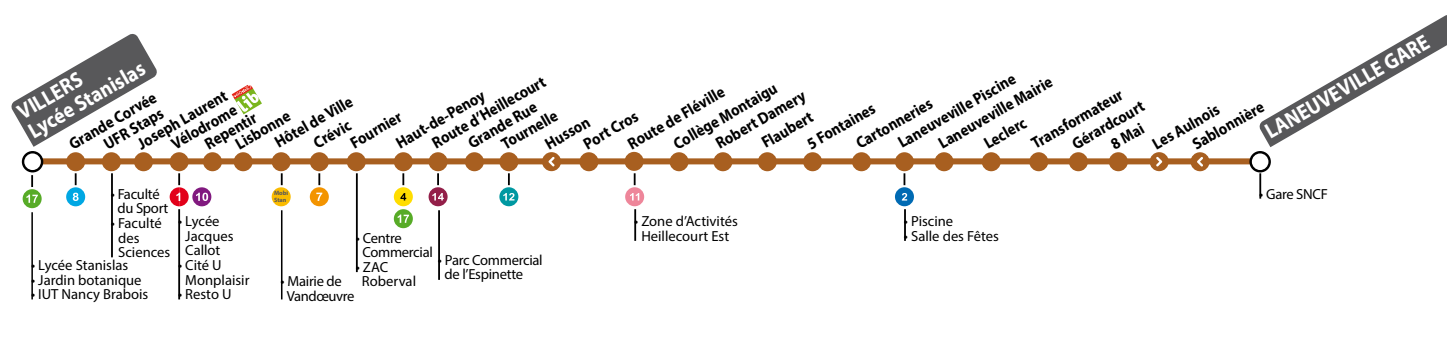 VILLERS
Lycée Stanislas
Grande Corvée
UFR Staps
Joseph Laurent
Vélodrome
Lib
Repentir
Lisbonne
Hôtel de Ville
Crévic
Fournier
Haut-de-Penoy
Route d'Heillecourt
Grande Rue
Tournelle
Husson
Port Cros
Route de Fléville
Collège Montaigu
Robert Damery
Flaubert
5 Fontaines
Cartonneries
Laneuveville Piscine
Laneuveville Mairie
Leclerc
Transformateur
Gérardcourt
8 Mai
Les Aulnois
Sablonnière
LANEUVEVILLE GARE
17
8
1
10
Mobi
Stan
7
4
17
14
12
11
2
Lycée Stanislas
Jardin botanique
IUT Nancy Brabois
Faculté
du Sport
Faculté
des
Sciences
Lycée
Jacques
Callot
Cité U
Monplaisir
Resto U
Mairie de
Vandœuvre
Centre
Commercial
ZAC
Roberval
Parc Commercial
de l'Espinette
Zone d'Activités
Heillecourt Est
Piscine
Salle des Fêtes
Gare SNCF